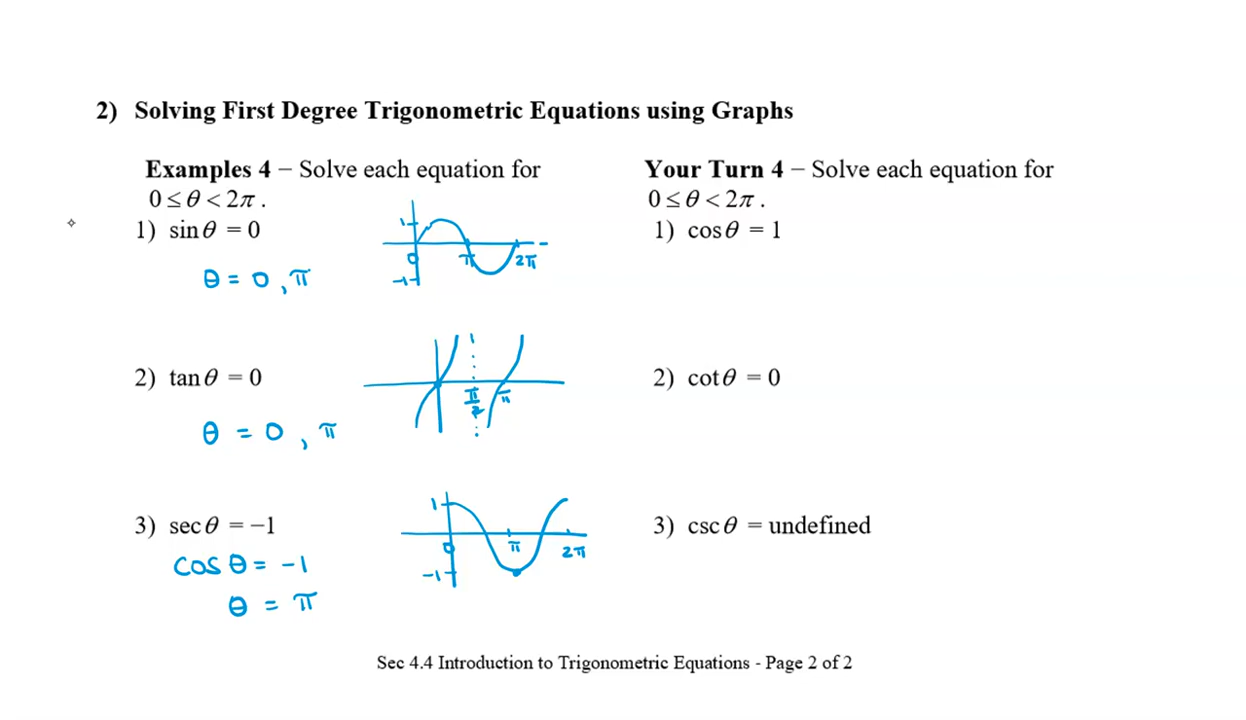 2) Solving First Degree Trigonometric Equations using Graphs
Examples 4 – Solve each equation for
0 ≤ θ < 2π .
1) sin θ = 0
1
0
π
2π
-1
θ = 0 , π
2) tan θ = 0
π/2
π
θ = 0 , π
3) sec θ = −1
1
0
π
2π
-1
cos θ = -1
θ = π
Your Turn 4 – Solve each equation for
0 ≤ θ < 2π .
1) cos θ = 1
2) cot θ = 0
3) csc θ = undefined
Sec 4.4 Introduction to Trigonometric Equations - Page 2 of 2